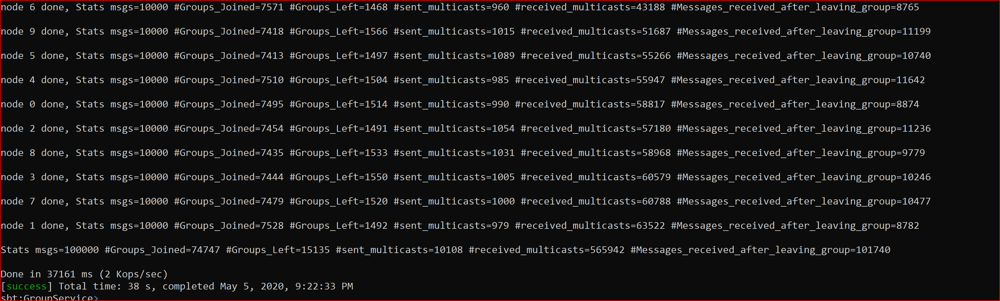 node 6 done, Stats msgs=10000 #Groups_Joined=7571 #Groups_Left=1468 #sent_multicasts=960 #received_multicasts=43188 #Messages_received_after_leaving_group=8765
node 9 done, Stats msgs=10000 #Groups_Joined=7418 #Groups_Left=1566 #sent_multicasts=1015 #received_multicasts=51687 #Messages_received_after_leaving_group=11199
node 5 done, Stats msgs=10000 #Groups_Joined=7413 #Groups_Left=1497 #sent_multicasts=1089 #received_multicasts=55266 #Messages_received_after_leaving_group=10740
node 4 done, Stats msgs=10000 #Groups_Joined=7510 #Groups_Left=1504 #sent_multicasts=985 #received_multicasts=55947 #Messages_received_after_leaving_group=11642
node 0 done, Stats msgs=10000 #Groups_Joined=7495 #Groups_Left=1514 #sent_multicasts=990 #received_multicasts=58817 #Messages_received_after_leaving_group=8874
node 2 done, Stats msgs=10000 #Groups_Joined=7454 #Groups_Left=1491 #sent_multicasts=1054 #received_multicasts=57180 #Messages_received_after_leaving_group=11236
node 8 done, Stats msgs=10000 #Groups_Joined=7435 #Groups_Left=1533 #sent_multicasts=1031 #received_multicasts=58968 #Messages_received_after_leaving_group=9779
node 3 done, Stats msgs=10000 #Groups_Joined=7444 #Groups_Left=1550 #sent_multicasts=1005 #received_multicasts=60579 #Messages_received_after_leaving_group=10246
node 7 done, Stats msgs=10000 #Groups_Joined=7479 #Groups_Left=1520 #sent_multicasts=1000 #received_multicasts=60788 #Messages_received_after_leaving_group=10477
node 1 done, Stats msgs=10000 #Groups_Joined=7528 #Groups_Left=1492 #sent_multicasts=979 #received_multicasts=63522 #Messages_received_after_leaving_group=8782
Stats msgs=100000 #Groups_Joined=74747 #Groups_Left=15135 #sent_multicasts=10108 #received_multicasts=565942 #Messages_received_after_leaving_group=101740
Done in 37161 ms (2 Kops/sec)
[success] Total time: 38 s, completed May 5, 2020, 9:22:33 PM
sbt:GroupService>